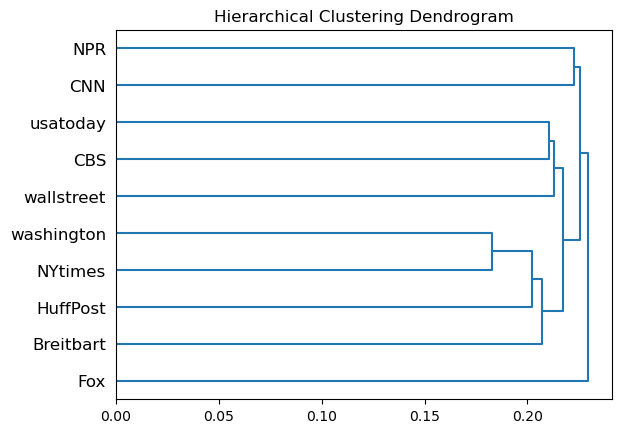 Hierarchical Clustering Dendrogram
NPR
CNN
usatoday
CBS
wallstreet
washington
NYtimes
HuffPost
Breitbart
Fox
0.00 0.05 0.10 0.15 0.20